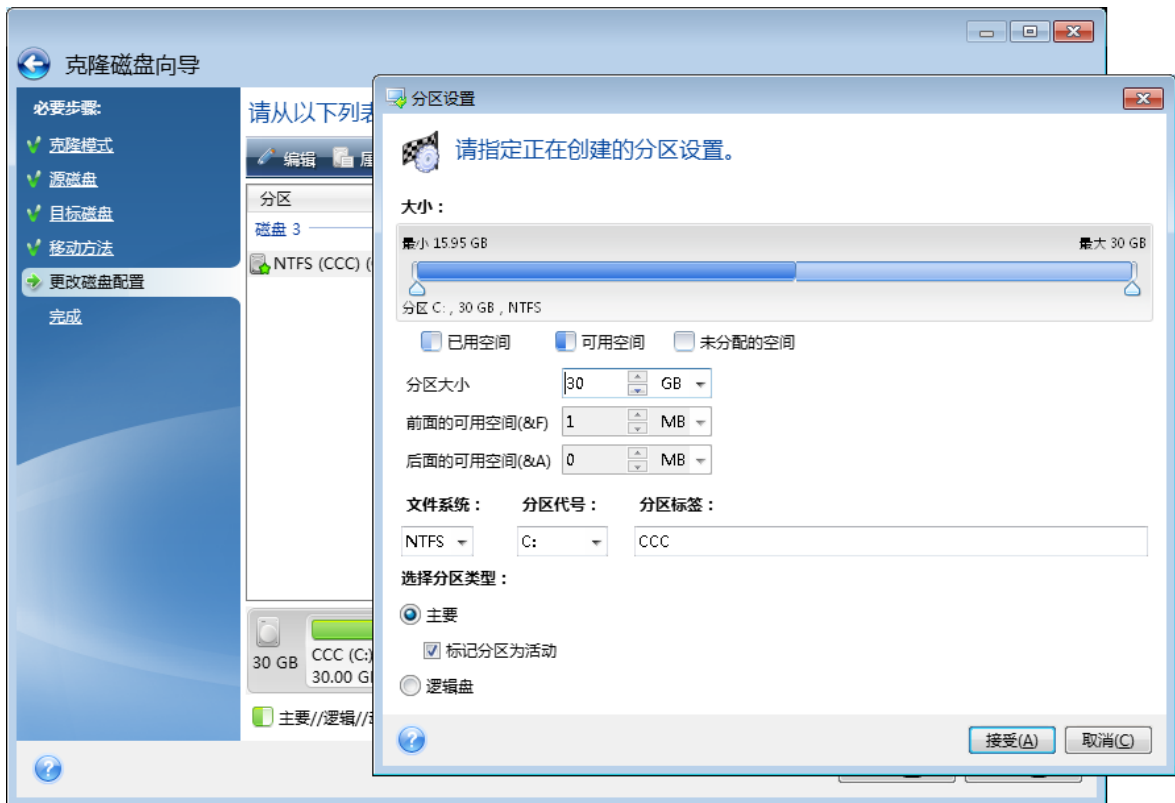 克隆磁盘向导
必要步骤:
克隆模式
源磁盘
目标磁盘
移动方法
更改磁盘配置
完成
请从以下列表
编辑
分区
磁盘 3
NTFS (CCC) (
30 GB
CCC (C:)
30.00 G
主要//逻辑//
分区设置
请指定正在创建的分区设置。
大小：
最小 15.95 GB 最大 30 GB
分区 C: , 30 GB , NTFS
已用空间 可用空间 未分配的空间
分区大小 30 GB
前面的可用空间(&F) 1 MB
后面的可用空间(&A) 0 MB
文件系统： 分区代号： 分区标签：
NTFS C: CCC
选择分区类型：
主要
标记分区为活动
逻辑盘
接受(A) 取消(C)